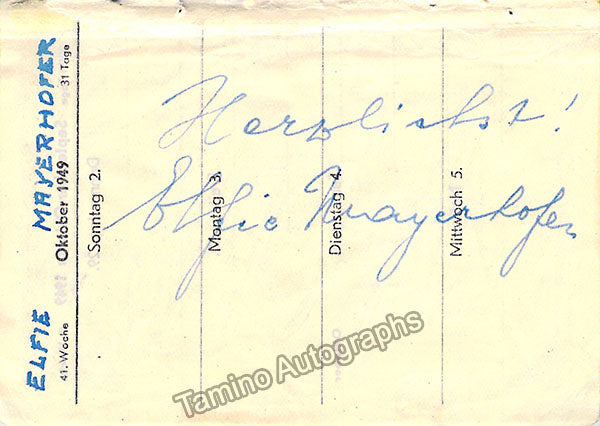 ELFIE MAYERHOFER
41. Woche Oktober 1949 31 Tage
Sonntag 2.
Montag 3.
Dienstag 4.
Mittwoch 5.
Herzlichst!
Elfie Mayerhofer
Tamino Autographs